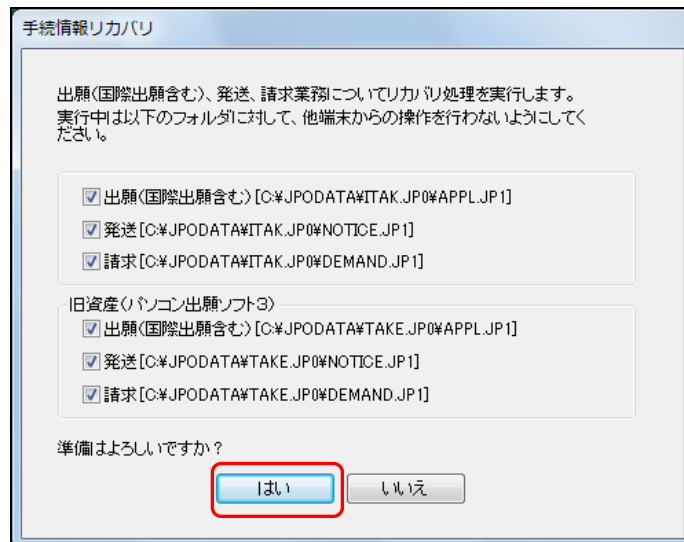 手続情報リカバリ
出願(国際出願含む)、発送、請求業務についてリカバリ処理を実行します。
実行中は以下のフォルダに対して、他端末からの操作を行わないようにしてく
ださい。
出願(国際出願含む)[C:¥JPODATA¥ITAK.JP0¥APPL.JP1]
発送[C:¥JPODATA¥ITAK.JP0¥NOTICE.JP1]
請求[C:¥JPODATA¥ITAK.JP0¥DEMAND.JP1]
旧資産(パソコン出願ソフト3)
出願(国際出願含む)[C:¥JPODATA¥TAKE.JP0¥APPL.JP1]
発送[C:¥JPODATA¥TAKE.JP0¥NOTICE.JP1]
請求[C:¥JPODATA¥TAKE.JP0¥DEMAND.JP1]
準備はよろしいですか？
はい いいえ